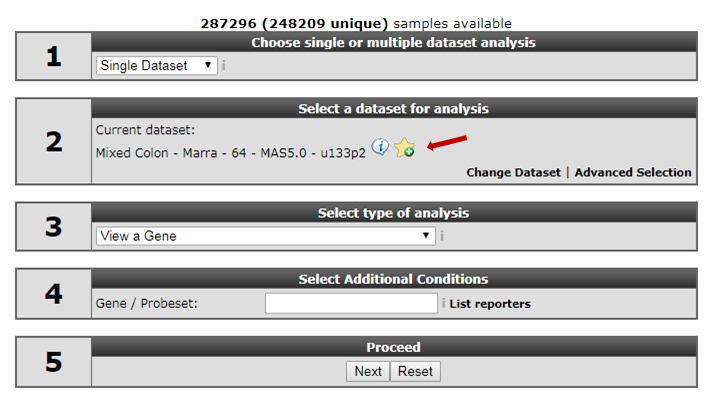 287296 (248209 unique) samples available
1
Choose single or multiple dataset analysis
Single Dataset
2
Select a dataset for analysis
Current dataset:
Mixed Colon - Marra - 64 - MAS5.0 - u133p2
Change Dataset | Advanced Selection
3
Select type of analysis
View a Gene
4
Select Additional Conditions
Gene / Probeset: List reporters
5
Proceed
Next Reset